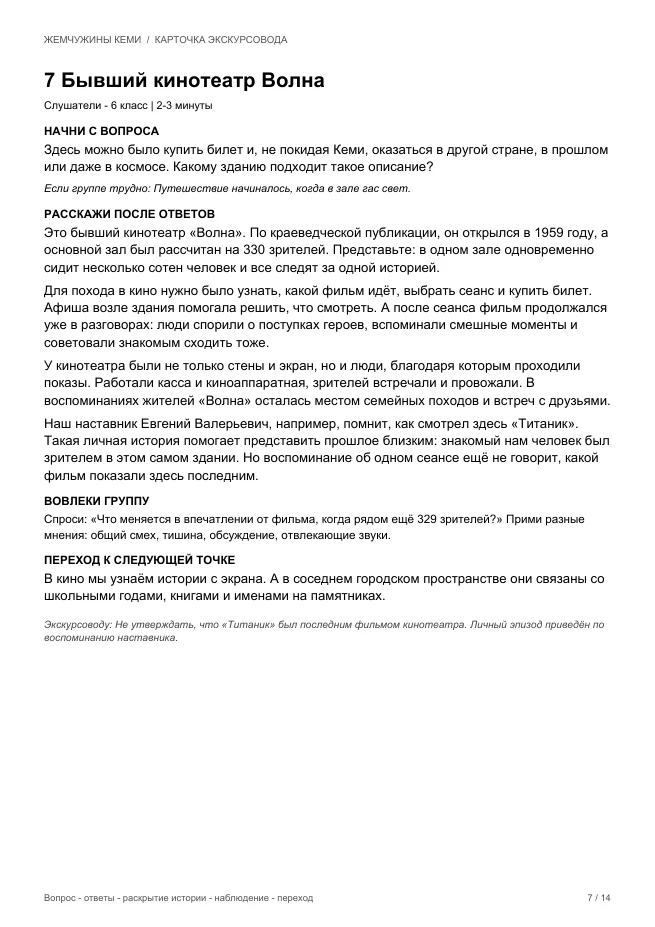 ЖЕМЧУЖИНЫ КЕМИ / КАРТОЧКА ЭКСКУРСОВОДА
7 Бывший кинотеатр Волна
Слушатели - 6 класс | 2-3 минуты
НАЧНИ С ВОПРОСА
Здесь можно было купить билет и, не покидая Кеми, оказаться в другой стране, в прошлом
или даже в космосе. Какому зданию подходит такое описание?
Если группе трудно: Путешествие начиналось, когда в зале гас свет.
РАССКАЖИ ПОСЛЕ ОТВЕТОВ
Это бывший кинотеатр «Волна». По краеведческой публикации, он открылся в 1959 году, а
основной зал был рассчитан на 330 зрителей. Представьте: в одном зале одновременно
сидит несколько сотен человек и все следят за одной историей.
Для похода в кино нужно было узнать, какой фильм идёт, выбрать сеанс и купить билет.
Афиша возле здания помогала решить, что смотреть. А после сеанса фильм продолжался
уже в разговорах: люди спорили о поступках героев, вспоминали смешные моменты и
советовали знакомым сходить тоже.
У кинотеатра были не только стены и экран, но и люди, благодаря которым проходили
показы. Работали касса и киноаппаратная, зрителей встречали и провожали. В
воспоминаниях жителей «Волна» осталась местом семейных походов и встреч с друзьями.
Наш наставник Евгений Валерьевич, например, помнит, как смотрел здесь «Титаник».
Такая личная история помогает представить прошлое близким: знакомый нам человек был
зрителем в этом самом здании. Но воспоминание об одном сеансе ещё не говорит, какой
фильм показали здесь последним.
ВОВЛЕКИ ГРУППУ
Спроси: «Что меняется в впечатлении от фильма, когда рядом ещё 329 зрителей?» Прими разные
мнения: общий смех, тишина, обсуждение, отвлекающие звуки.
ПЕРЕХОД К СЛЕДУЮЩЕЙ ТОЧКЕ
В кино мы узнаём истории с экрана. А в соседнем городском пространстве они связаны со
школьными годами, книгами и именами на памятниках.
Экскурсоводу: Не утверждать, что «Титаник» был последним фильмом кинотеатра. Личный эпизод приведён по
воспоминанию наставника.
Вопрос - ответы - раскрытие истории - наблюдение - переход
7 / 14